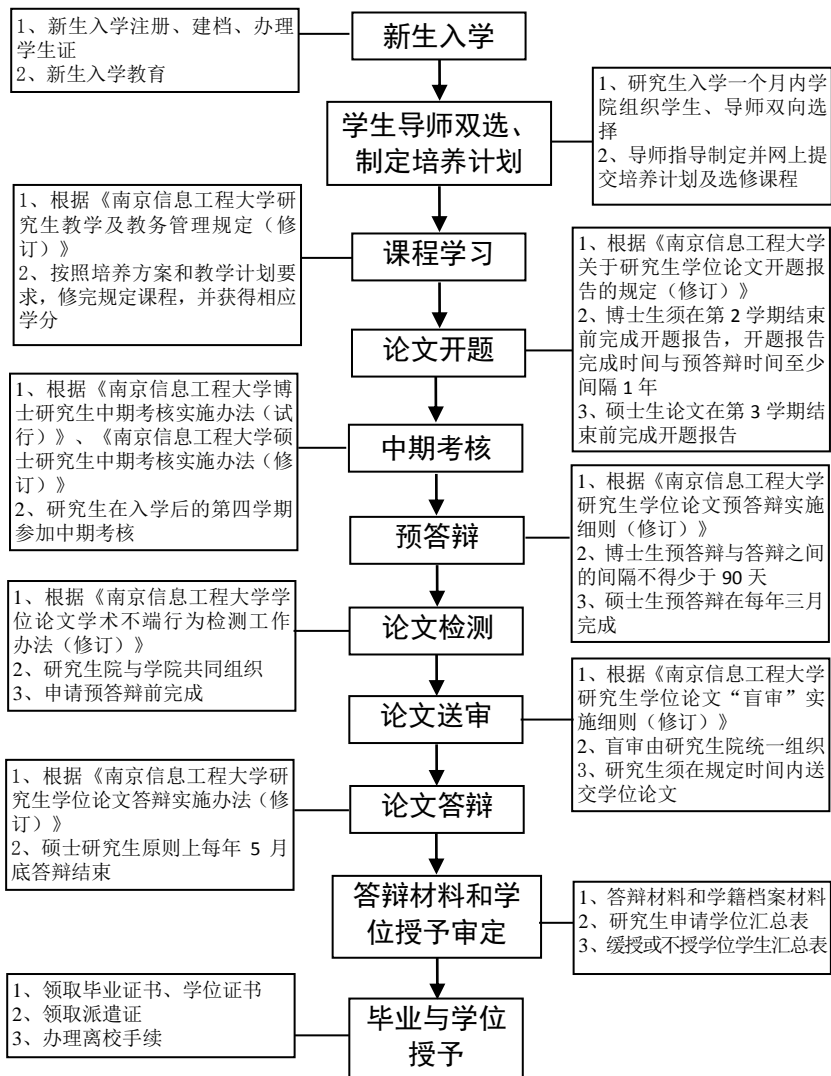 1、新生入学注册、建档、办理
学生证
2、新生入学教育
新生入学
学生导师双选、
制定培养计划
1、研究生入学一个月内学
院组织学生、导师双向选
择
2、导师指导制定并网上提
交培养计划及选修课程
1、根据《南京信息工程大学研
究生教学及教务管理规定（修
订）》
2、按照培养方案和教学计划要
求，修完规定课程，并获得相应
学分
课程学习
1、根据《南京信息工程大学
关于研究生学位论文开题报
告的规定（修订）》
2、博士生须在第 2 学期结束
前完成开题报告，开题报告
完成时间与预答辩时间至少
间隔 1 年
3、硕士生论文在第 3 学期结
束前完成开题报告
论文开题
1、根据《南京信息工程大学博
士研究生中期考核实施办法（试
行）》、《南京信息工程大学硕
士研究生中期考核实施办法（修
订）》
2、研究生在入学后的第四学期
参加中期考核
中期考核
1、根据《南京信息工程大学
研究生学位论文预答辩实施
细则（修订）》
2、博士生预答辩与答辩之间
的间隔不得少于 90 天
3、硕士生预答辩在每年三月
完成
预答辩
1、根据《南京信息工程大学学
位论文学术不端行为检测工作
办法（修订）》
2、研究生院与学院共同组织
3、申请预答辩前完成
论文检测
论文送审
1、根据《南京信息工程大学
研究生学位论文“盲审”实
施细则（修订）》
2、盲审由研究生院统一组织
3、研究生须在规定时间内送
交学位论文
1、根据《南京信息工程大学研
究生学位论文答辩实施办法（修
订）》
2、硕士研究生原则上每年 5 月
底答辩结束
论文答辩
答辩材料和学
位授予审定
1、答辩材料和学籍档案材料
2、研究生申请学位汇总表
3、缓授或不授学位学生汇总表
1、领取毕业证书、学位证书
2、领取派遣证
3、办理离校手续
毕业与学位
授予